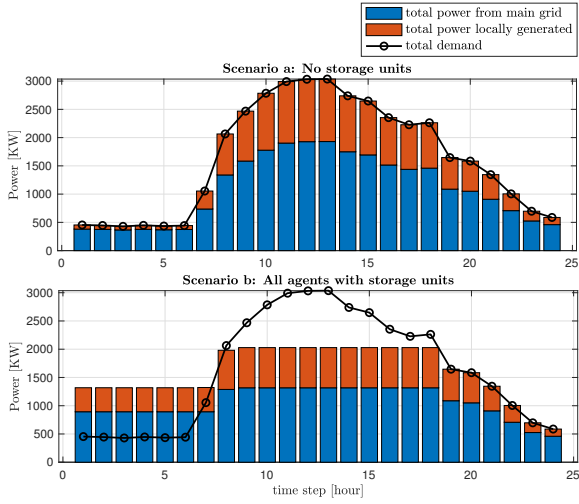 total power from main grid
total power locally generated
total demand
Scenario a: No storage units
3000
2500
2000
1500
1000
500
0
Power [KW]
0 5 10 15 20 25
Scenario b: All agents with storage units
3000
2500
2000
1500
1000
500
0
Power [KW]
0 5 10 15 20 25
time step [hour]